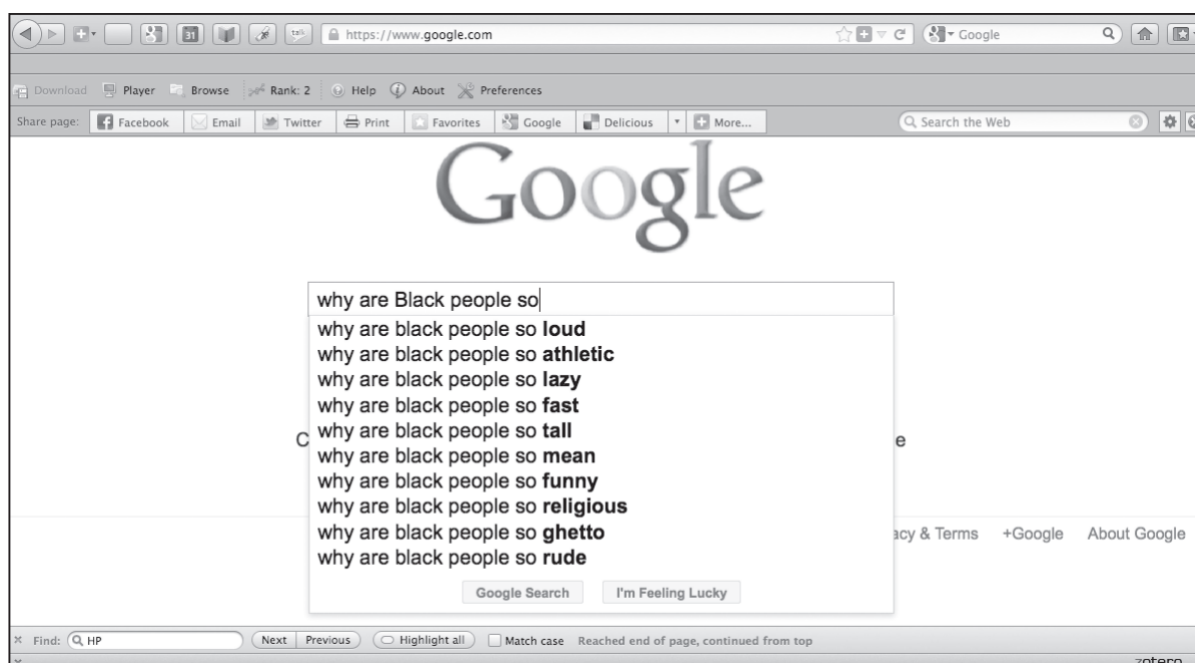 https://www.google.com
Google
Download Player Browse Rank: 2 Help About Preferences
Share page: Facebook Email Twitter Print Favorites Google Delicious More... Search the Web
Google
why are Black people so
why are black people so loud
why are black people so athletic
why are black people so lazy
why are black people so fast
why are black people so tall
why are black people so mean
why are black people so funny
why are black people so religious
why are black people so ghetto
why are black people so rude
acy & Terms +Google About Google
Google Search I'm Feeling Lucky
Find: HP Next Previous Highlight all Match case Reached end of page, continued from top
zotero